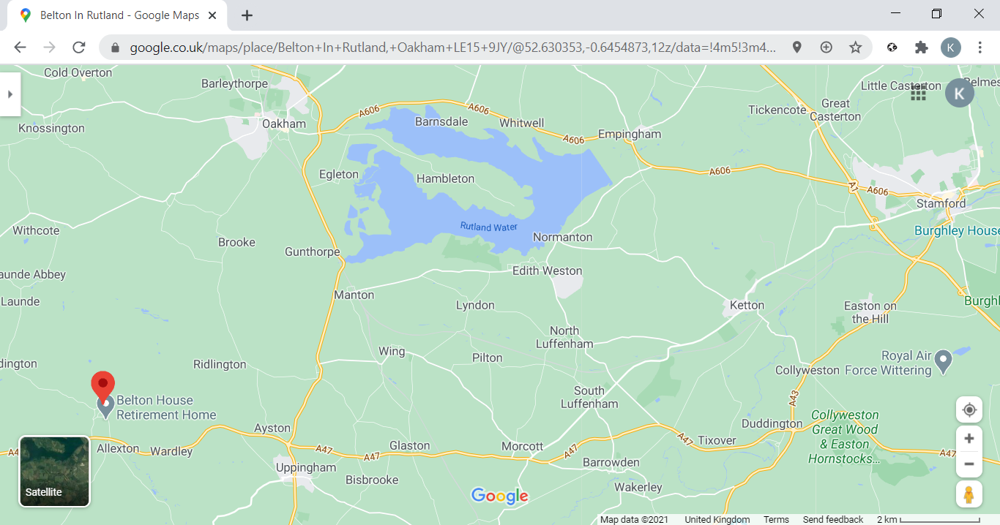 Belton In Rutland - Google Maps
google.co.uk/maps/place/Belton+In+Rutland,+Oakham+LE15+9JY/@52.630353,-0.6454873,12z/data=!4m5!3m4...
K
Cold Overton
Barleythorpe
Little Casterton
Belmes
K
Tickencote
Great
Casterton
A606
A606
Barnsdale
Whitwell
Oakham
Knossington
A606
Empingham
Egleton
Hambleton
A606
A1
A606
Stamford
Withcote
Rutland Water
Burghley House
Brooke
Normanton
Gunthorpe
aunde Abbey
Edith Weston
Launde
Manton
Lyndon
Ketton
Easton on
the Hill
Burghl
North
Luffenham
Wing
Pilton
Ridlington
dington
Royal Air
Force Wittering
Collyweston
South
Luffenham
A43
Belton House
Retirement Home
Collyweston
Great Wood
& Easton
Hornstocks...
Ayston
Duddington
Allexton
Wardley
A4
A47
A47
Glaston
Morcott
A47
A47
Tixover
A47
Uppingham
Bisbrooke
Barrowden
Wakerley
Satellite
Google
Map data ©2021
United Kingdom
Terms
Send feedback
2 km